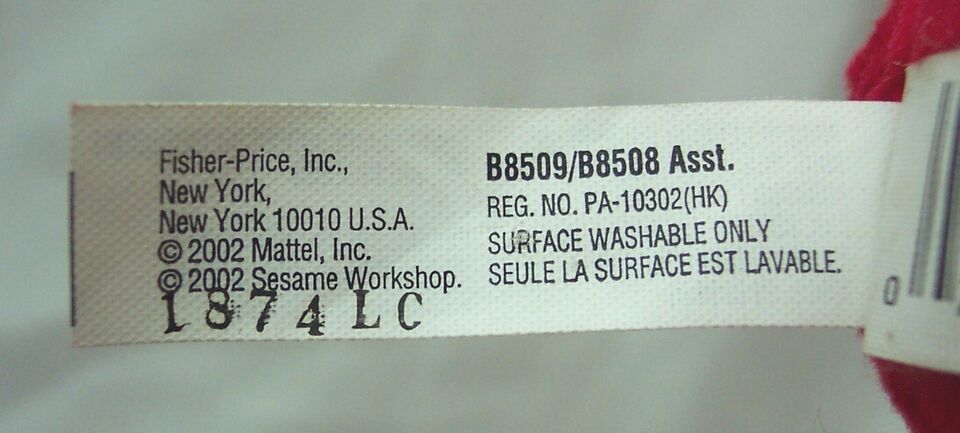 Fisher-Price, Inc.,
New York,
New York 10010 U.S.A.
© 2002 Mattel, Inc.
© 2002 Sesame Workshop.
1874LC
B8509/B8508 Asst.
REG. NO. PA-10302(HK)
SURFACE WASHABLE ONLY
SEULE LA SURFACE EST LAVABLE.
0